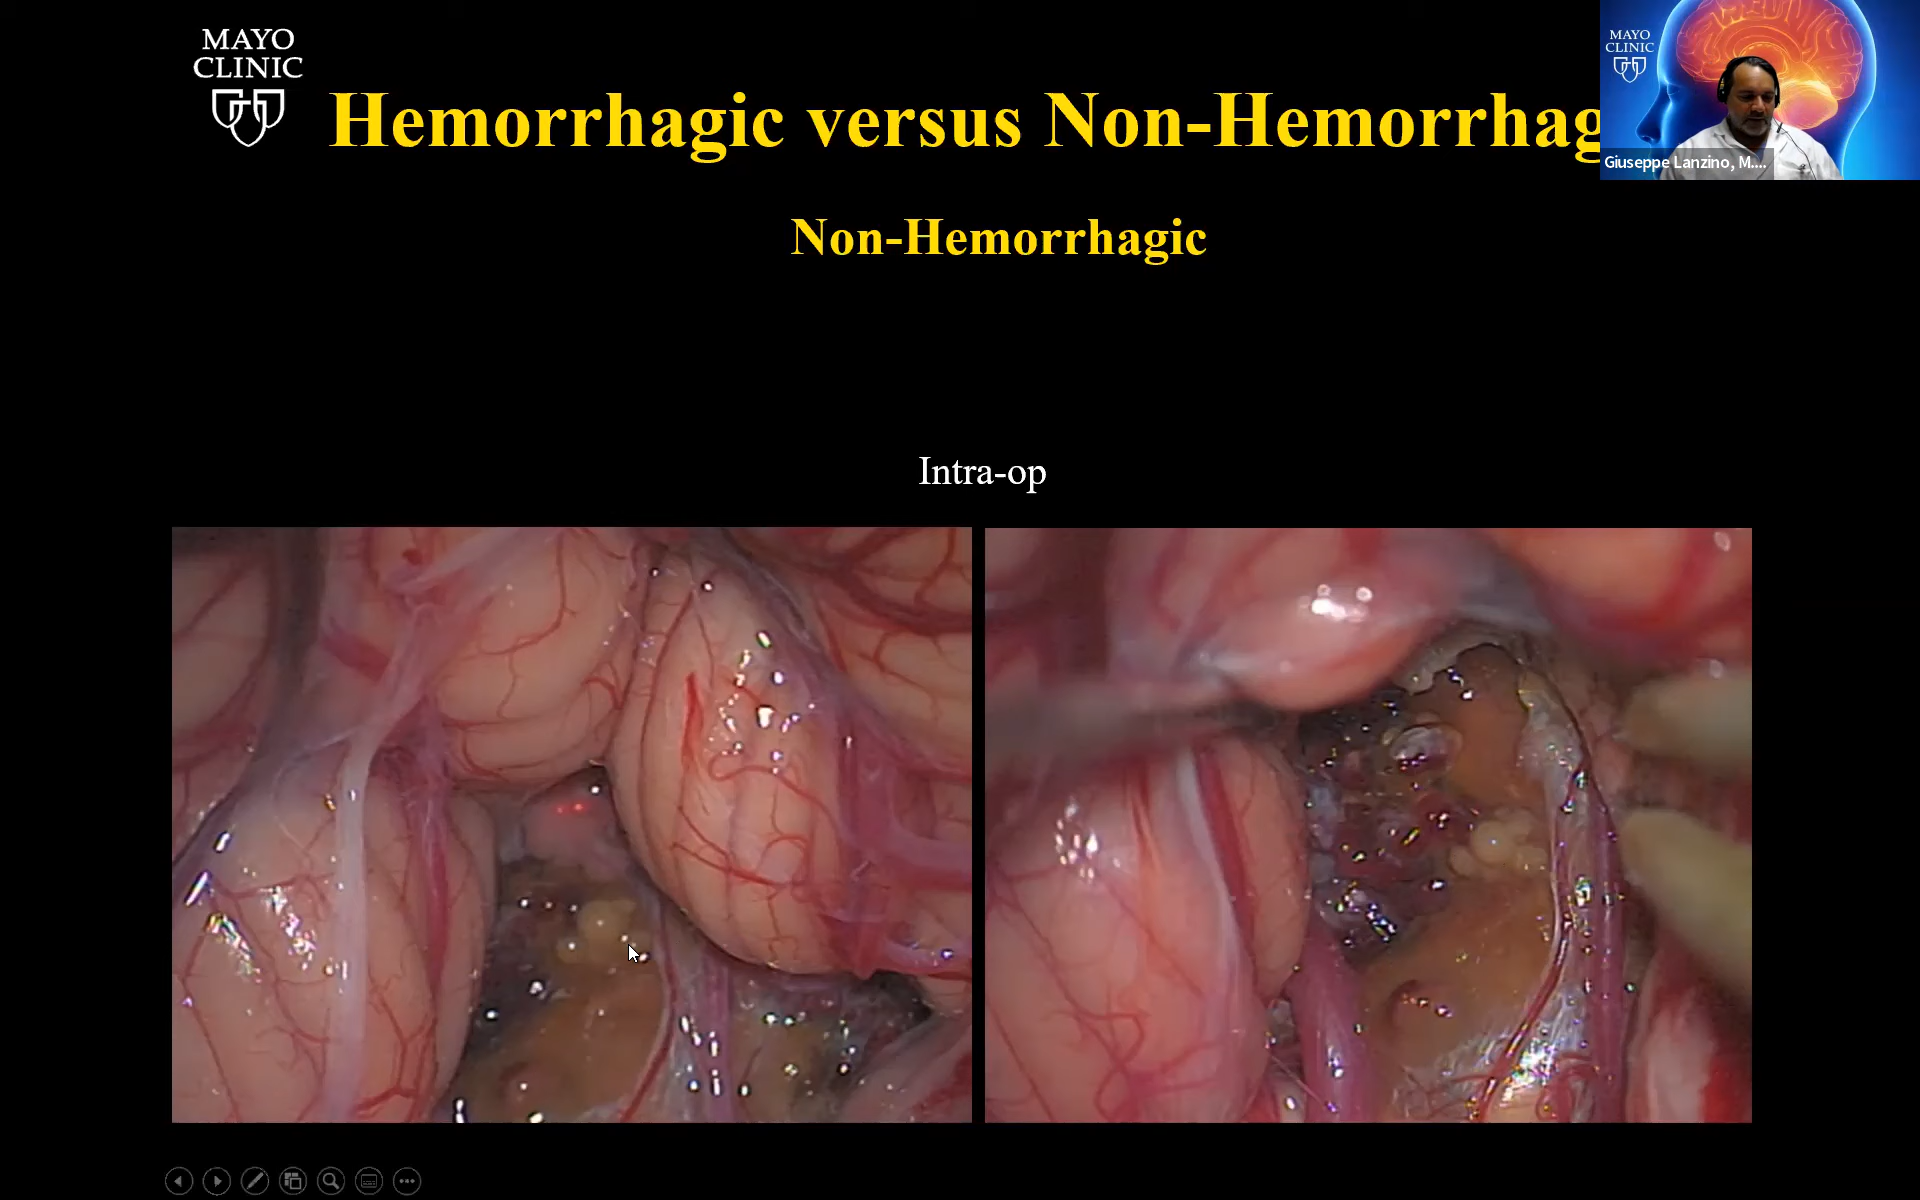 MAYO
CLINIC
Hemorrhagic versus Non-Hemorrhag
MAYO
CLINIC
Giuseppe Lanzino, M....
Non-Hemorrhagic
Intra-op